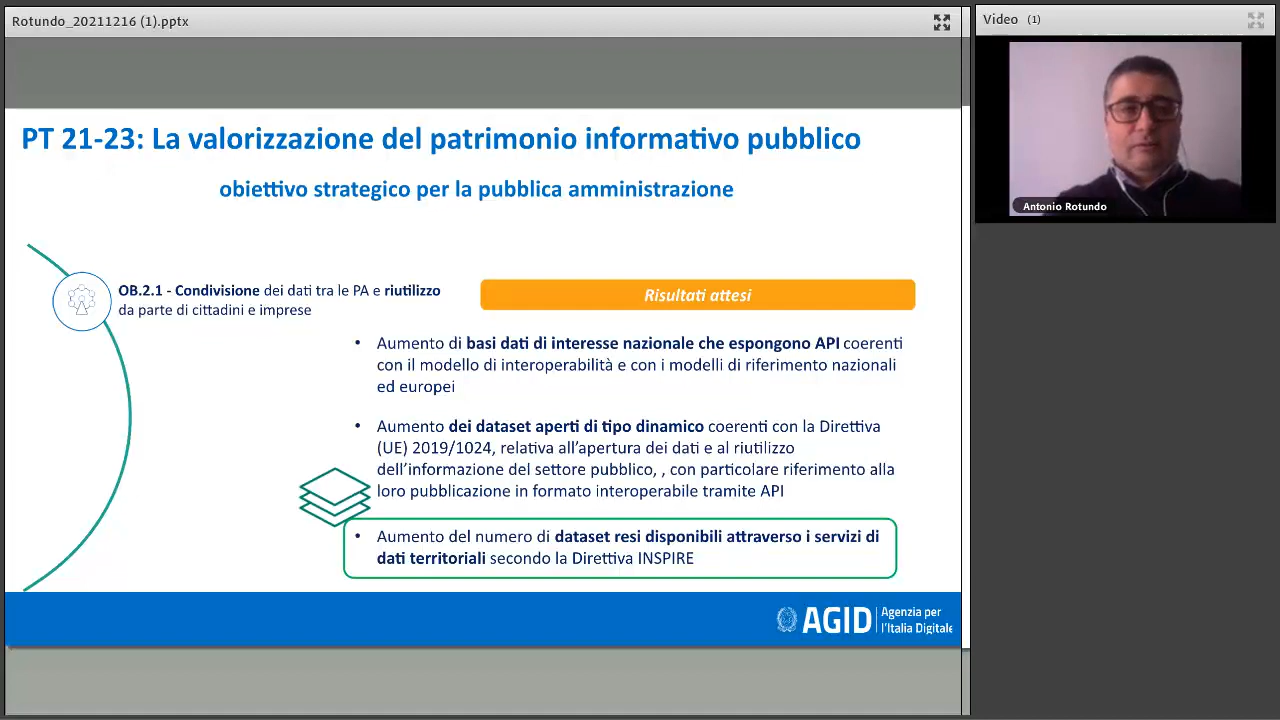 Rotundo_20211216 (1).pptx
Video (1)
Antonio Rotundo
PT 21-23: La valorizzazione del patrimonio informativo pubblico
obiettivo strategico per la pubblica amministrazione
OB.2.1 - Condivisione dei dati tra le PA e riutilizzo
da parte di cittadini e imprese
Risultati attesi
• Aumento di basi dati di interesse nazionale che espongono API coerenti
con il modello di interoperabilità e con i modelli di riferimento nazionali
ed europei
• Aumento dei dataset aperti di tipo dinamico coerenti con la Direttiva
(UE) 2019/1024, relativa all'apertura dei dati e al riutilizzo
dell'informazione del settore pubblico, , con particolare riferimento alla
loro pubblicazione in formato interoperabile tramite API
• Aumento del numero di dataset resi disponibili attraverso i servizi di
dati territoriali secondo la Direttiva INSPIRE
AGID
Agenzia per
l'Italia Digitale